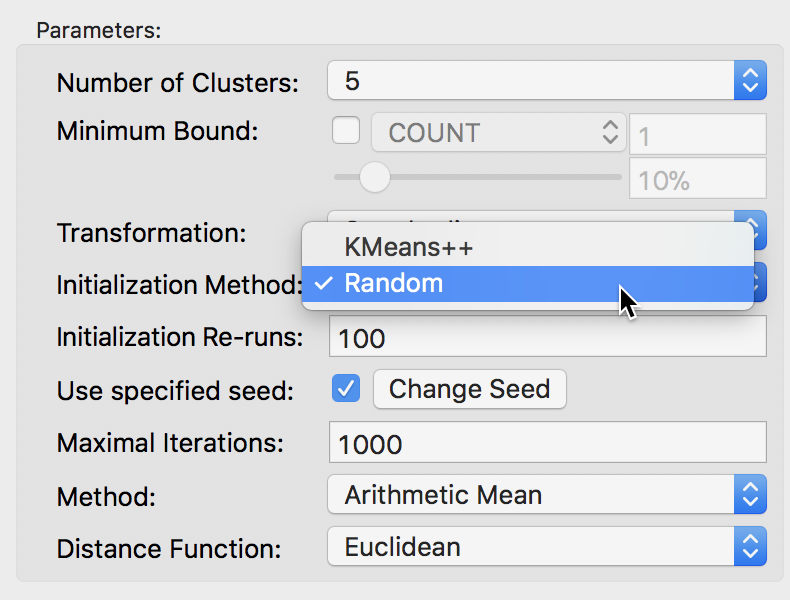 Parameters:
Number of Clusters: 5
Minimum Bound: COUNT 1
10%
Transformation:
KMeans++
Initialization Method: ✓ Random
Initialization Re-runs: 100
Use specified seed: Change Seed
Maximal Iterations: 1000
Method: Arithmetic Mean
Distance Function: Euclidean